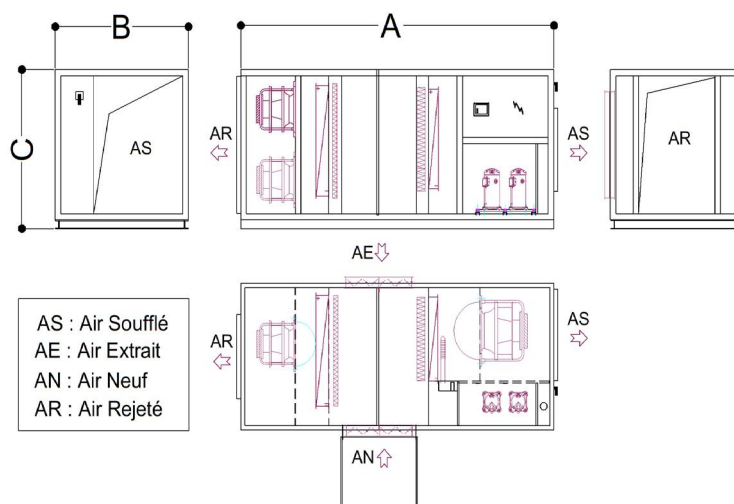 B
A
C
AS
AR
AS
AR
AE
AR
AS
AN
AS : Air Soufflé
AE : Air Extrait
AN : Air Neuf
AR : Air Rejeté